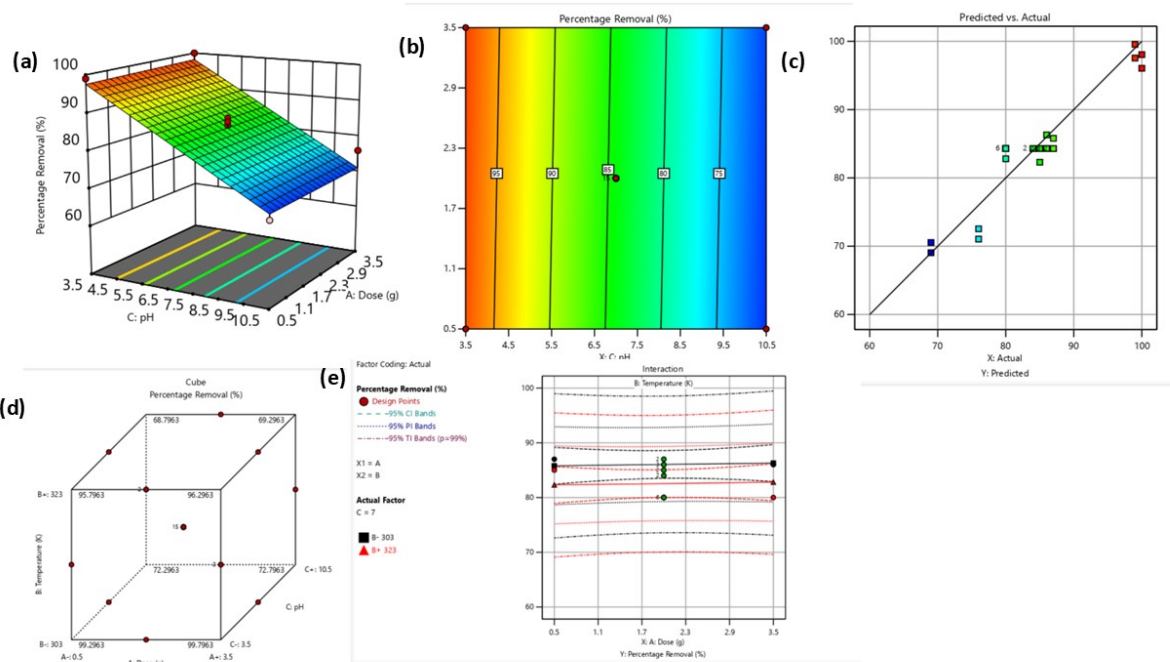 (a)
100
90
80
70
60
Percentage Removal (%)
3.5 4.5 5.5 6.5 7.5 8.5 9.5 10.5
C: pH
0.5 1.1 1.7 2.3 2.9 3.5
A: Dose (g)
(b)
Percentage Removal (%)
3.5
2.9
2.3
1.7
1.1
0.5
95 90 85 80 75
3.5 4.5 5.5 6.5 7.5 8.5 9.5 10.5
X: C: pH
(c)
Predicted vs. Actual
100
90
80
70
60
6
2
60 70 80 90 100
X: Actual
Y: Predicted
(d)
Cube
Percentage Removal (%)
68.7963 69.2963
B+: 323 95.7963 96.2963
B: Temperature (K)
15
72.2963 72.7963
C+: 10.5
C: pH
B-: 303 99.2963 99.7963 C-: 3.5
A-: 0.5 A+: 3.5
(e)
Factor Coding: Actual
Percentage Removal (%)
Design Points
95% CI Bands
95% PI Bands
95% TI Bands (p=99%)
X1 = A
X2 = B
Actual Factor
C = 7
B- 303
B+ 323
Interaction
B: Temperature (K)
100
90
80
70
60
0.5 1.1 1.7 2.3 2.9 3.5
X: A: Dose (g)
Y: Percentage Removal (%)